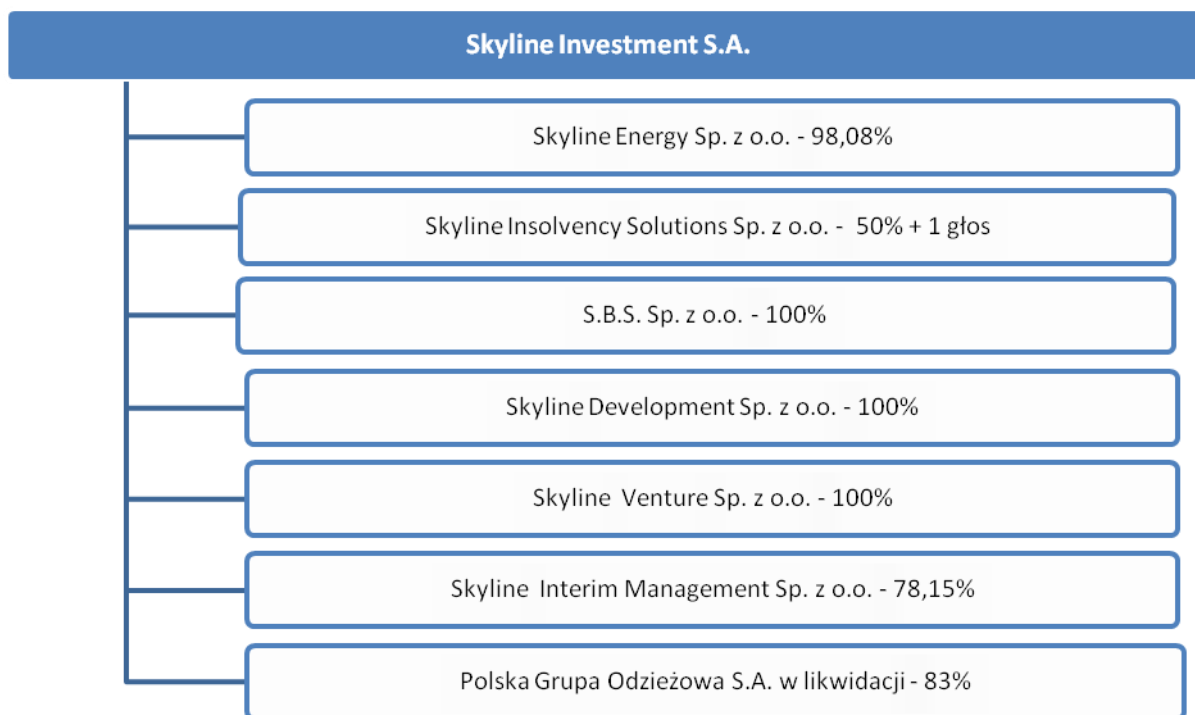 Skyline Investment S.A.
Skyline Energy Sp. z o.o. - 98,08%
Skyline Insolvency Solutions Sp. z o.o. - 50% + 1 głos
S.B.S. Sp. z o.o. - 100%
Skyline Development Sp. z o.o. - 100%
Skyline Venture Sp. z o.o. - 100%
Skyline Interim Management Sp. z o.o. - 78,15%
Polska Grupa Odzieżowa S.A. w likwidacji - 83%